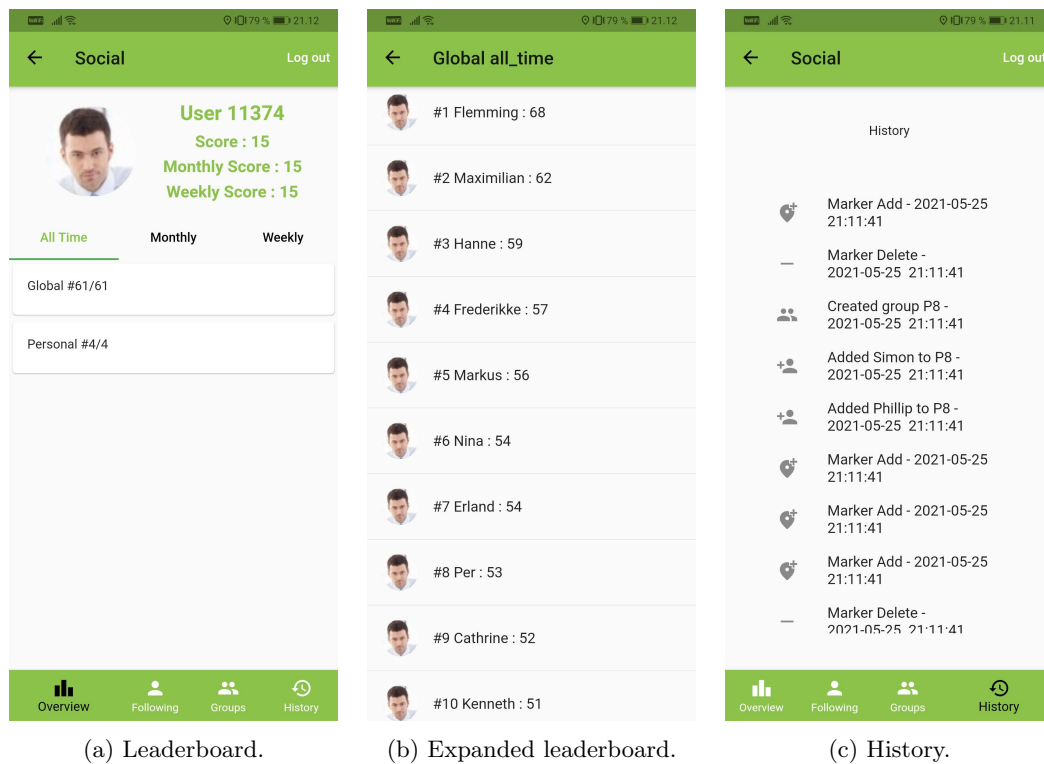 79 % 21.12
Social
Log out
User 11374
Score : 15
Monthly Score : 15
Weekly Score : 15
All Time Monthly Weekly
Global #61/61
Personal #4/4
Overview Following Groups History
(a) Leaderboard.
79 % 21.12
Global all_time
#1 Flemming : 68
#2 Maximilian : 62
#3 Hanne : 59
#4 Frederikke : 57
#5 Markus : 56
#6 Nina : 54
#7 Erland : 54
#8 Per : 53
#9 Cathrine : 52
#10 Kenneth : 51
(b) Expanded leaderboard.
79 % 21.11
Social
Log out
History
Marker Add - 2021-05-25
21:11:41
Marker Delete -
2021-05-25 21:11:41
Created group P8 -
2021-05-25 21:11:41
Added Simon to P8 -
2021-05-25 21:11:41
Added Phillip to P8 -
2021-05-25 21:11:41
Marker Add - 2021-05-25
21:11:41
Marker Add - 2021-05-25
21:11:41
Marker Add - 2021-05-25
21:11:41
Marker Delete -
2021-05-25 21:11:41
Overview Following Groups History
(c) History.